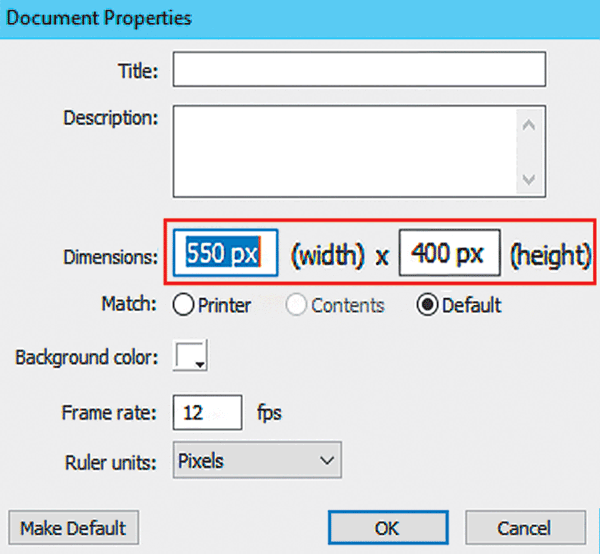 Document Properties
Title:
Description:
Dimensions: 550 px (width) x 400 px (height)
Match: Printer Contents Default
Background color:
Frame rate: 12 fps
Ruler units: Pixels
Make Default OK Cancel